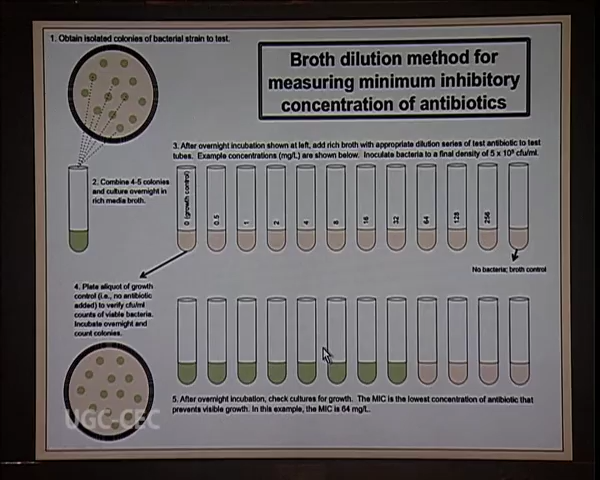 1. Obtain isolated colonies of bacterial strain to test.
Broth dilution method for
measuring minimum inhibitory
concentration of antibiotics
3. After overnight incubation shown at left, add rich broth with appropriate dilution series of test antibiotic to test
tubes. Example concentrations (mg/L) are shown below. Inoculate bacteria to a final density of 5 x 10⁵ cfu/ml.
2. Combine 4-5 colonies
and culture overnight in
rich media broth.
0 (growth control)
0.5
1
2
4
8
16
32
64
128
256
No bacteria; broth control
4. Plate aliquot of growth
control (i.e., no antibiotic
added) to verify cfu/ml
counts of viable bacteria.
Incubate overnight and
count colonies.
5. After overnight incubation, check cultures for growth. The MIC is the lowest concentration of antibiotic that
prevents visible growth. In this example, the MIC is 64 mg/L.
UGC-CEC